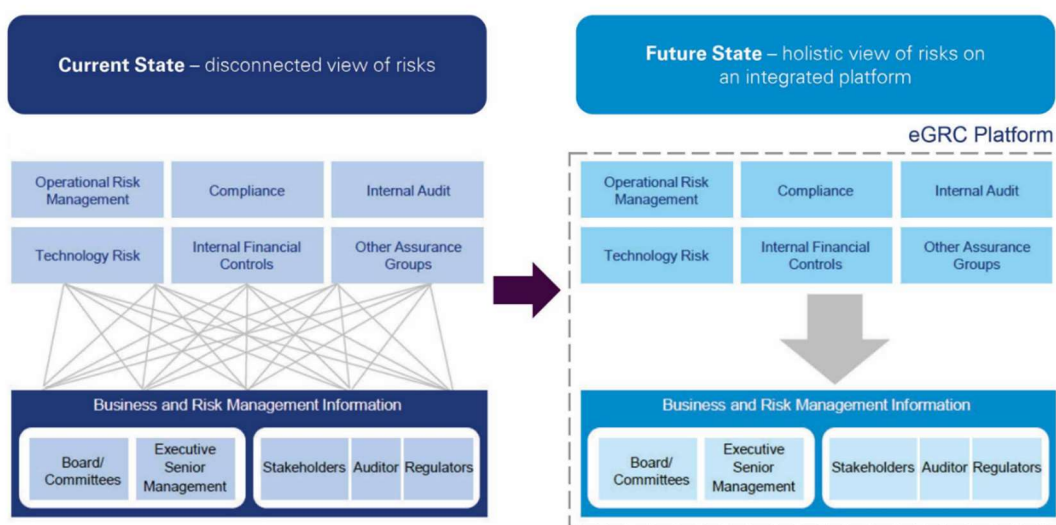 Current State – disconnected view of risks
Future State – holistic view of risks on
an integrated platform
eGRC Platform
Operational Risk
Management
Compliance
Internal Audit
Technology Risk
Internal Financial
Controls
Other Assurance
Groups
Business and Risk Management Information
Board/
Committees
Executive
Senior
Management
Stakeholders
Auditor
Regulators
Operational Risk
Management
Compliance
Internal Audit
Technology Risk
Internal Financial
Controls
Other Assurance
Groups
Business and Risk Management Information
Board/
Committees
Executive
Senior
Management
Stakeholders
Auditor
Regulators